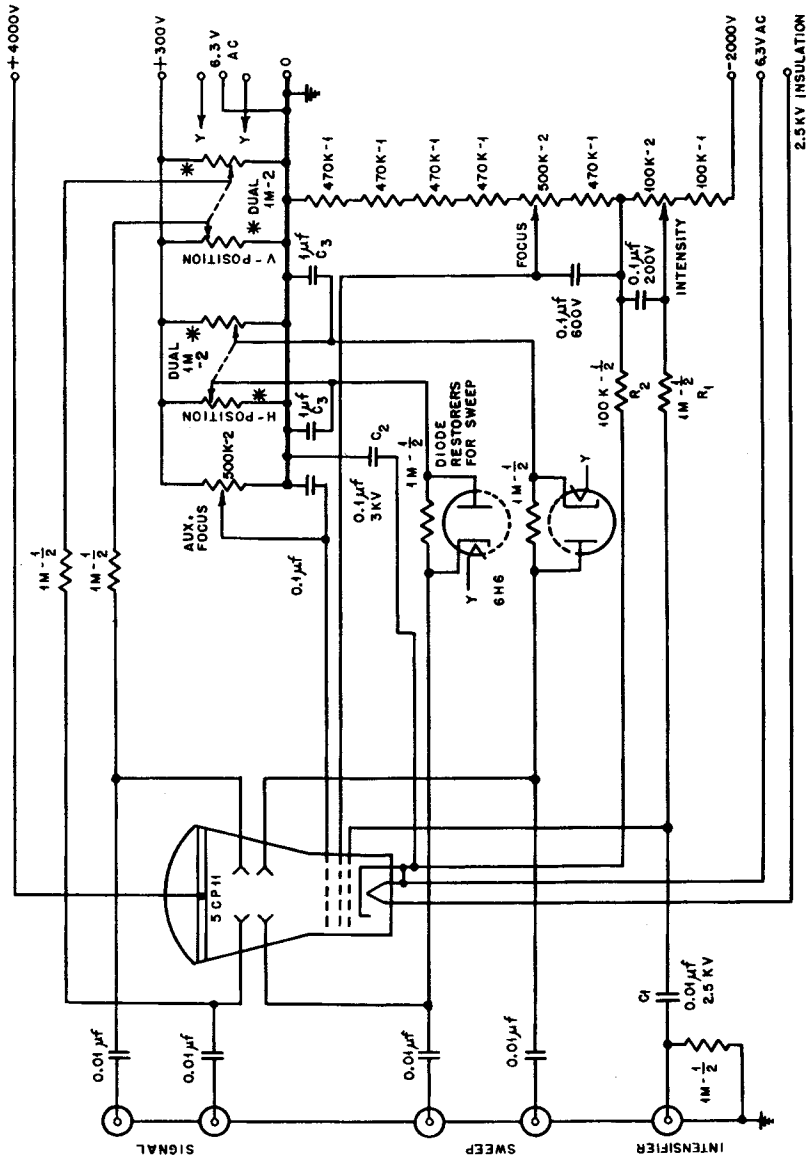 +4000V
+300V
6.3V
AC
Y
Y
0
*
DUAL
1M-2
*
V-POSITION
1μf
C3
DUAL
1M
-2
*
H-POSITION
*
1μf
C3
500K-2
AUX.
FOCUS
0.1μf
C2
0.1μf
3KV
470K-1
470K-1
470K-1
470K-1
500K-2
470K-1
100K-2
100K-1
FOCUS
0.1μf
600V
0.1μf
200V
INTENSITY
-2000V
6.3V AC
2.5 KV INSULATION
1M-1/2
1M-1/2
1M-1/2
DIODE
RESTORERS
FOR SWEEP
1M-1/2
Y
6H6
Y
100K-1/2
R2
1M-1/2
R1
5CP11
0.01μf
0.01μf
0.01μf
0.01μf
C1
0.01μf
2.5 KV
1M-1/2
SIGNAL
SWEEP
INTENSIFIER